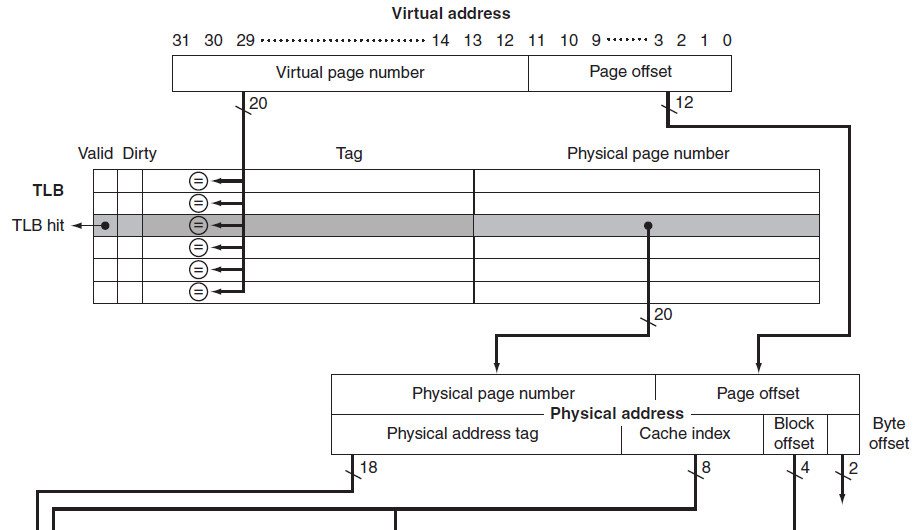 Virtual address
31 30 29 ··················· 14 13 12 11 10 9 ······ 3 2 1 0
Virtual page number Page offset
20 12
Valid Dirty Tag Physical page number
TLB
=
=
TLB hit =
=
=
=
20
Physical page number Page offset
Physical address
Physical address tag Cache index Block offset Byte offset
18 8 4 2